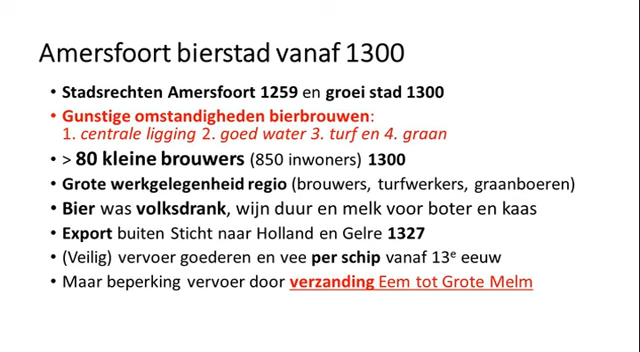 Amersfoort bierstad vanaf 1300
• Stadsrechten Amersfoort 1259 en groei stad 1300
• Gunstige omstandigheden bierbrouwen:
1. centrale ligging 2. goed water 3. turf en 4. graan
• > 80 kleine brouwers (850 inwoners) 1300
• Grote werkgelegenheid regio (brouwers, turfwerkers, graanboeren)
• Bier was volksdrank, wijn duur en melk voor boter en kaas
• Export buiten Sticht naar Holland en Gelre 1327
• (Veilig) vervoer goederen en vee per schip vanaf 13e eeuw
• Maar beperking vervoer door verzanding Eem tot Grote Melm